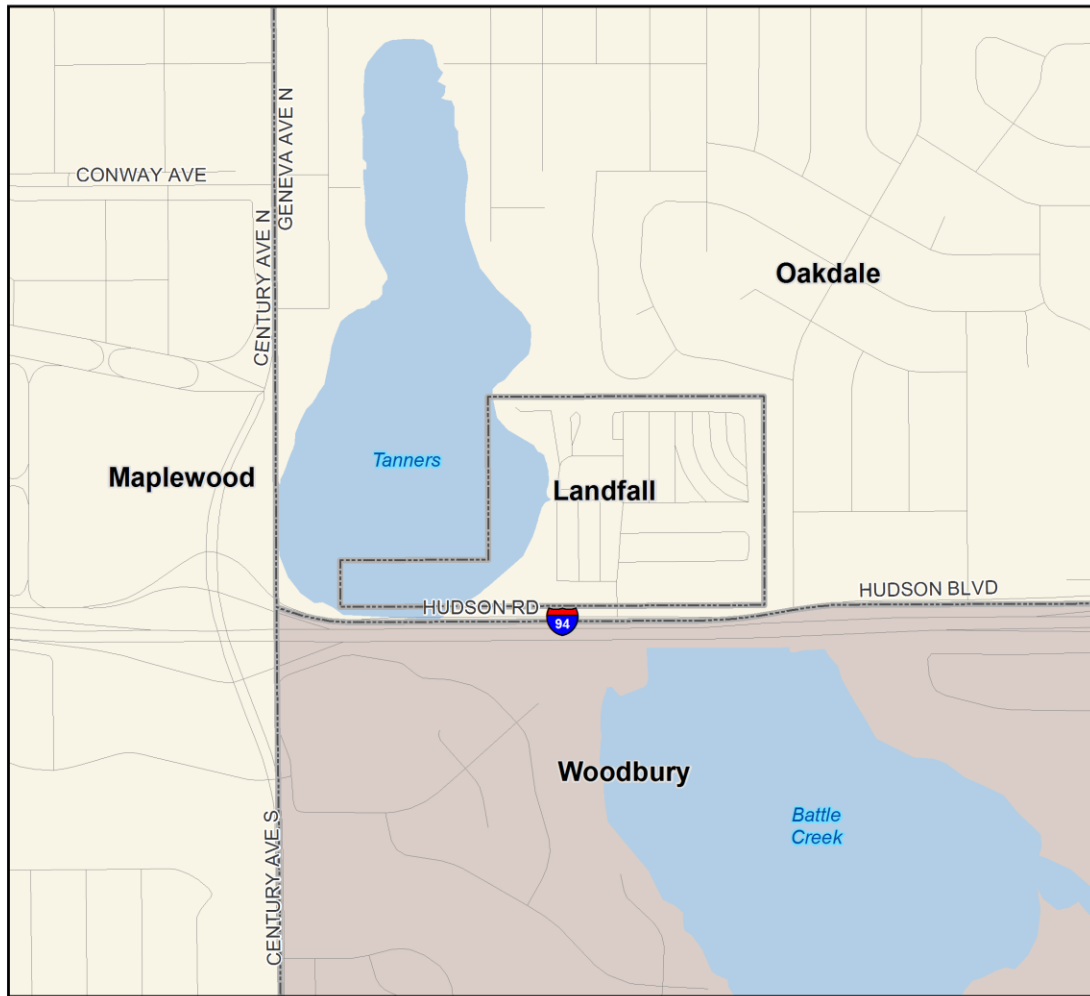 GENEVA AVE N
CONWAY AVE
CENTURY AVE N
Oakdale
Tanners
Maplewood
Landfall
HUDSON BLVD
HUDSON RD
94
Woodbury
Battle
Creek
CENTURY AVE S